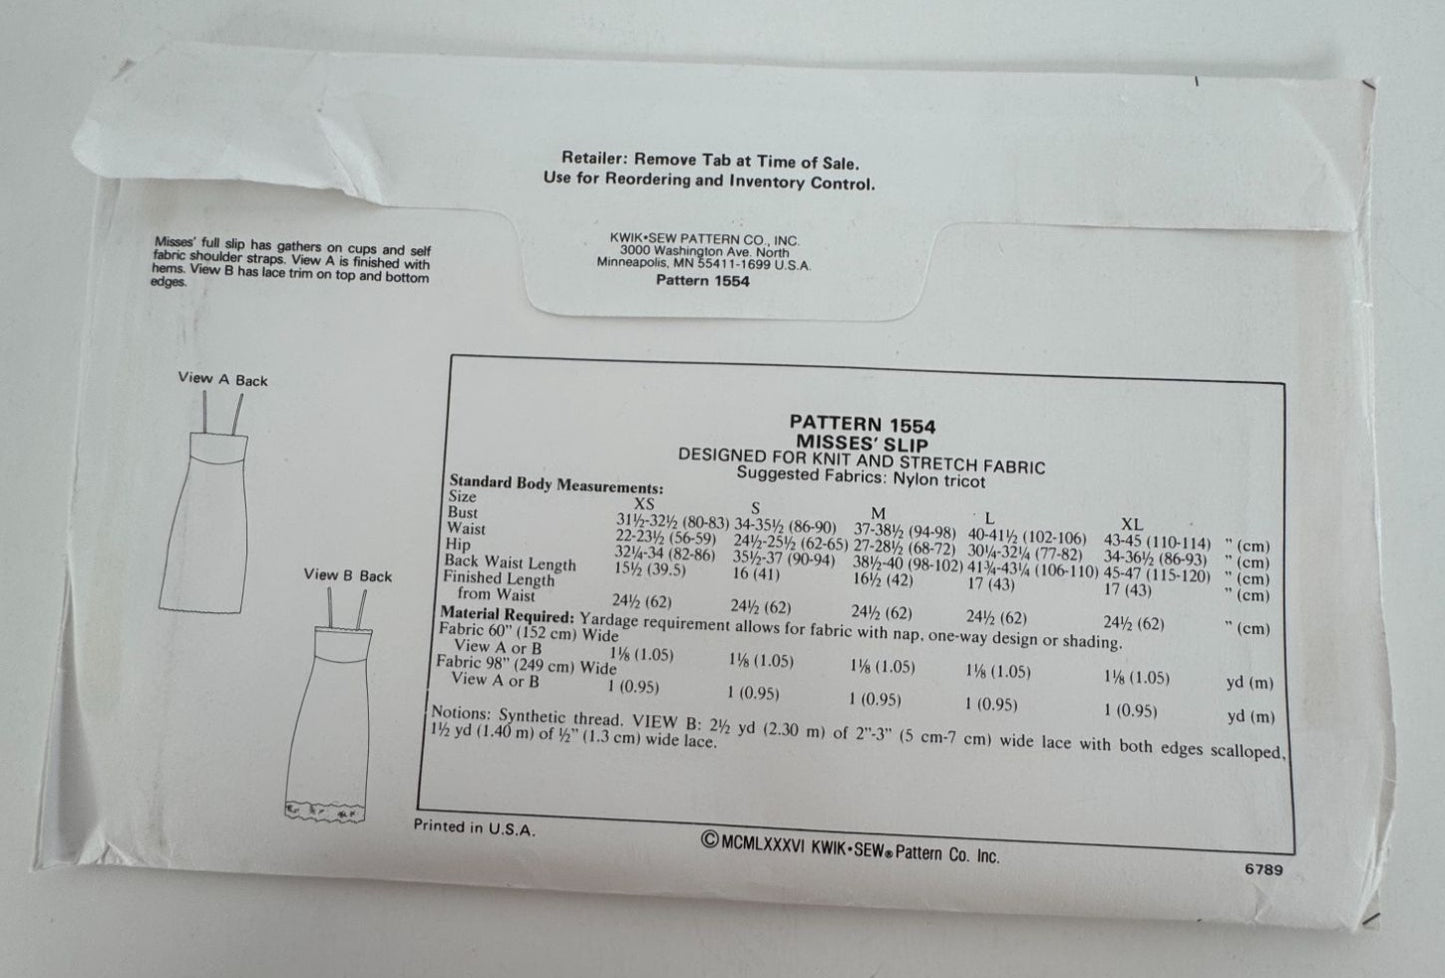 Retailer: Remove Tab at Time of Sale.
Use for Reordering and Inventory Control.
KWIK•SEW PATTERN CO., INC.
3000 Washington Ave. North
Minneapolis, MN 55411-1699 U.S.A.
Pattern 1554
Misses' full slip has gathers on cups and self
fabric shoulder straps. View A is finished with
hems. View B has lace trim on top and bottom
edges.
View A Back
View B Back
PATTERN 1554
MISSES' SLIP
DESIGNED FOR KNIT AND STRETCH FABRIC
Suggested Fabrics: Nylon tricot
Standard Body Measurements:
Size XS S M L XL
Bust 31½-32½ (80-83) 34-35½ (86-90) 37-38½ (94-98) 40-41½ (102-106) 43-45 (110-114) " (cm)
Waist 22-23½ (56-59) 24½-25½ (62-65) 27-28½ (68-72) 30¼-32¼ (77-82) 34-36½ (86-93) " (cm)
Hip 32¼-34 (82-86) 35½-37 (90-94) 38½-40 (98-102) 41¾-43¼ (106-110) 45-47 (115-120) " (cm)
Back Waist Length 15½ (39.5) 16 (41) 16½ (42) 17 (43) 17 (43) " (cm)
Finished Length
from Waist 24½ (62) 24½ (62) 24½ (62) 24½ (62) 24½ (62) " (cm)
Material Required: Yardage requirement allows for fabric with nap, one-way design or shading.
Fabric 60" (152 cm) Wide
View A or B 1⅛ (1.05) 1⅛ (1.05) 1⅛ (1.05) 1⅛ (1.05) 1⅛ (1.05) yd (m)
Fabric 98" (249 cm) Wide
View A or B 1 (0.95) 1 (0.95) 1 (0.95) 1 (0.95) 1 (0.95) yd (m)
Notions: Synthetic thread. VIEW B: 2½ yd (2.30 m) of 2"-3" (5 cm-7 cm) wide lace with both edges scalloped,
1½ yd (1.40 m) of ½" (1.3 cm) wide lace.
Printed in U.S.A.
©MCMLXXXVI KWIK•SEW® Pattern Co. Inc.
6789